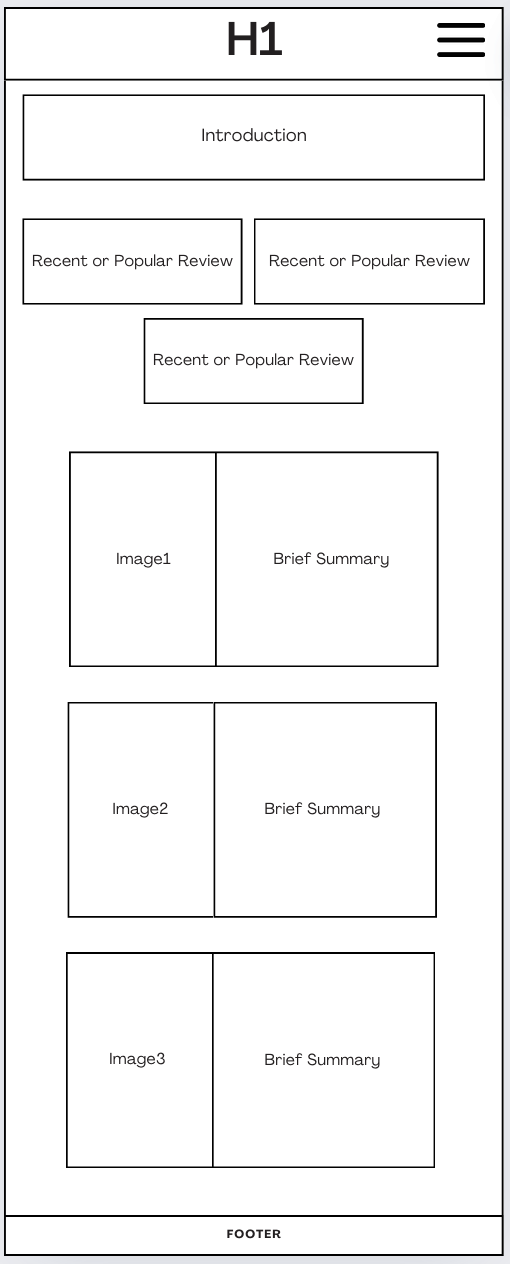 H1
Introduction
Recent or Popular Review
Recent or Popular Review
Recent or Popular Review
Image1
Brief Summary
Image2
Brief Summary
Image3
Brief Summary
FOOTER